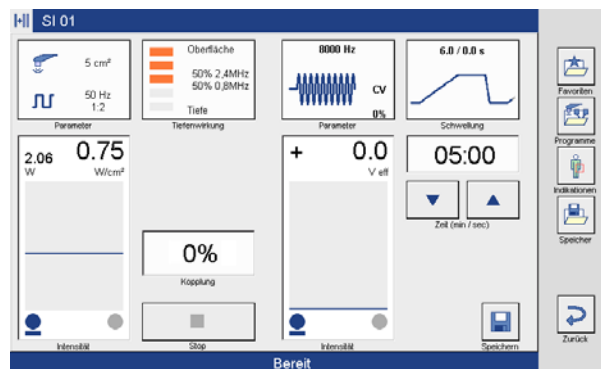 SI 01
5 cm²
50 Hz
1:2
Parameter
Oberfläche
50% 2,4MHz
50% 0,8MHz
Tiefe
Tiefenwirkung
8000 Hz
CV
0%
Parameter
6.0 / 0.0 s
Schwellung
Favoriten
Programme
Indikationen
Speicher
Zurück
2.06 0.75
W W/cm²
Intensität
0%
Kopplung
Stop
+ 0.0
V eff
Intensität
05:00
Zeit (min / sec)
Speichern
Bereit